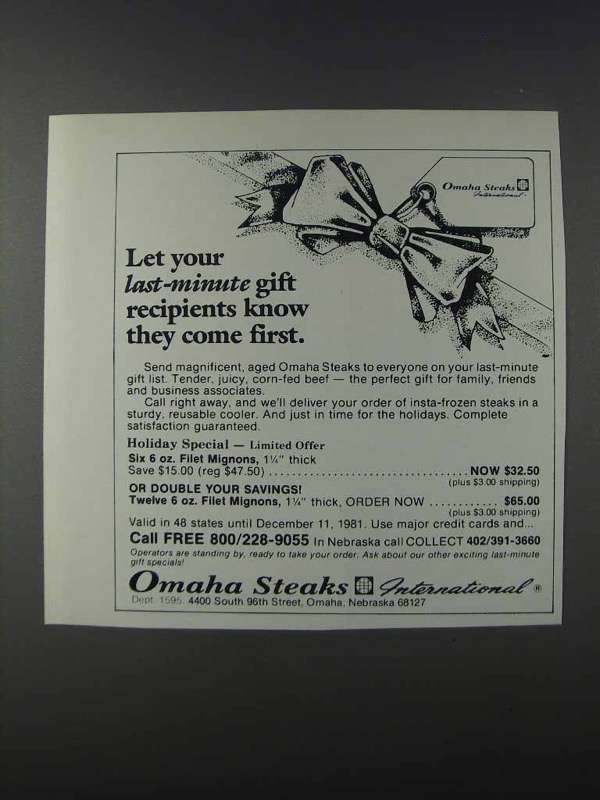 Omaha Steaks
International
Let your
last-minute gift
recipients know
they come first.
Send magnificent, aged Omaha Steaks to everyone on your last-minute
gift list. Tender, juicy, corn-fed beef — the perfect gift for family, friends
and business associates.
Call right away, and we'll deliver your order of insta-frozen steaks in a
sturdy, reusable cooler. And just in time for the holidays. Complete
satisfaction guaranteed.
Holiday Special — Limited Offer
Six 6 oz. Filet Mignons, 1¼" thick
Save $15.00 (reg $47.50) .......................................... NOW $32.50
(plus $3.00 shipping)
OR DOUBLE YOUR SAVINGS!
Twelve 6 oz. Filet Mignons, 1¼" thick, ORDER NOW ............. $65.00
(plus $3.00 shipping)
Valid in 48 states until December 11, 1981. Use major credit cards and...
Call FREE 800/228-9055 In Nebraska call COLLECT 402/391-3660
Operators are standing by, ready to take your order. Ask about our other exciting last-minute
gift specials!
Omaha Steaks International ®
Dept. 1595, 4400 South 96th Street, Omaha, Nebraska 68127